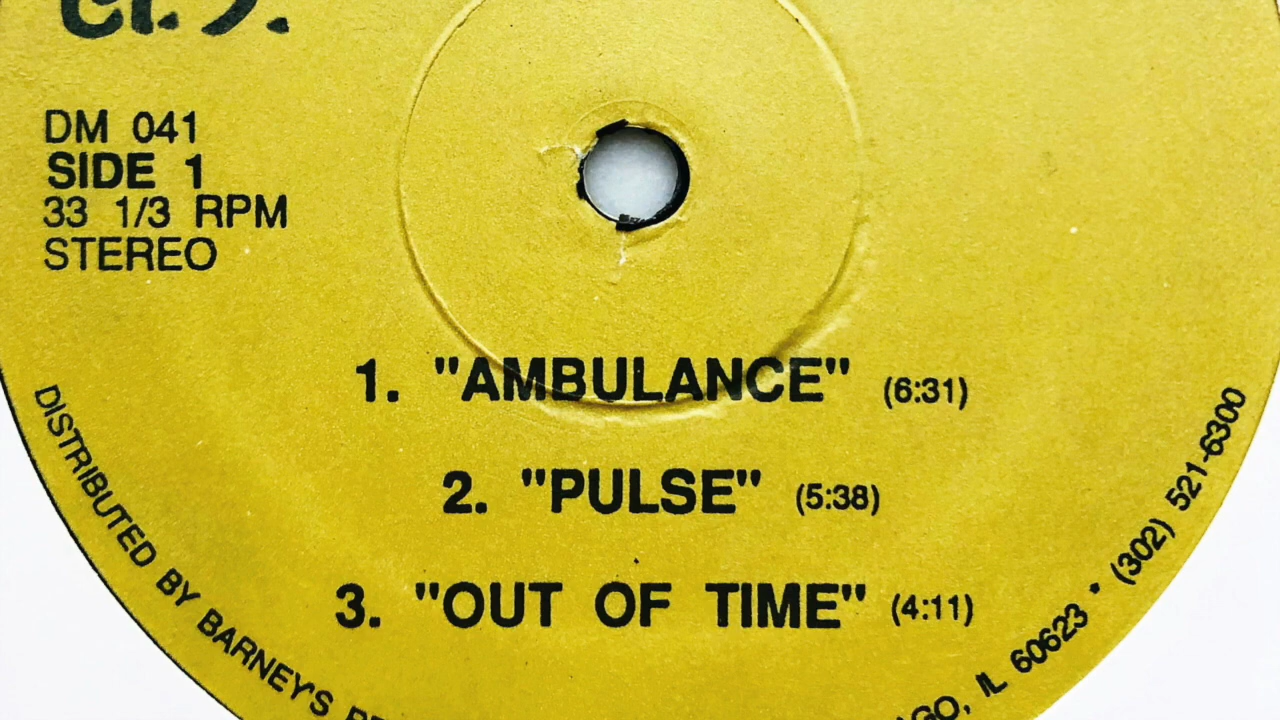 DM 041
SIDE 1
33 1/3 RPM
STEREO
1. "AMBULANCE" (6:31)
2. "PULSE" (5:38)
3. "OUT OF TIME" (4:11)
DISTRIBUTED BY BARNEY'S
IL 60623 * (302) 521-6300